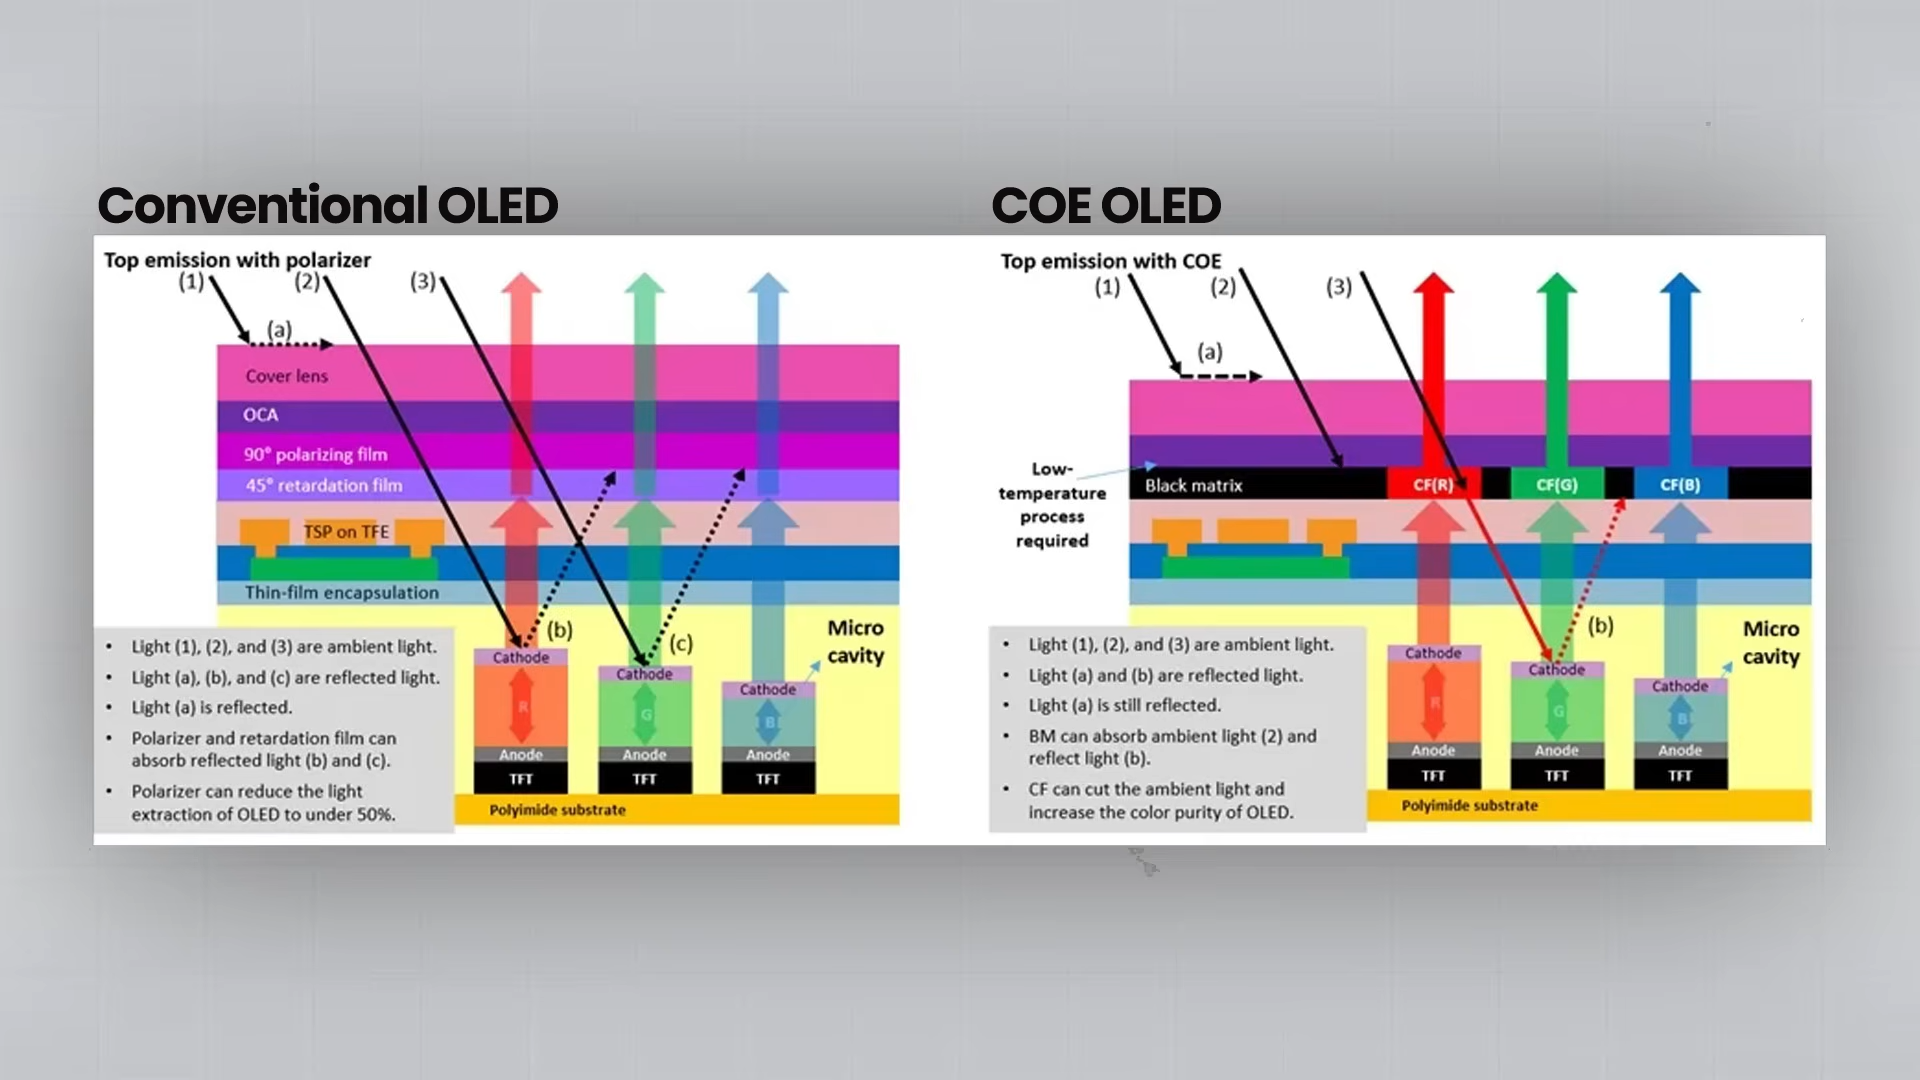 Conventional OLED
Top emission with polarizer
(1)
(2)
(3)
(a)
Cover lens
OCA
90° polarizing film
45° retardation film
TSP on TFE
Thin-film encapsulation
(b)
(c)
Micro
cavity
Cathode
Cathode
Cathode
R
G
B
Anode
Anode
Anode
TFT
TFT
TFT
Polyimide substrate
• Light (1), (2), and (3) are ambient light.
• Light (a), (b), and (c) are reflected light.
• Light (a) is reflected.
• Polarizer and retardation film can
absorb reflected light (b) and (c).
• Polarizer can reduce the light
extraction of OLED to under 50%.
COE OLED
Top emission with COE
(1)
(2)
(3)
(a)
Low-
temperature
process
required
Black matrix
CF(R)
CF(G)
CF(B)
(b)
Micro
cavity
Cathode
Cathode
Cathode
R
G
B
Anode
Anode
Anode
TFT
TFT
TFT
Polyimide substrate
• Light (1), (2), and (3) are ambient light.
• Light (a) and (b) are reflected light.
• Light (a) is still reflected.
• BM can absorb ambient light (2) and
reflect light (b).
• CF can cut the ambient light and
increase the color purity of OLED.